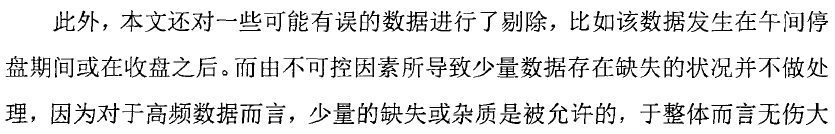 此外，本文还对一些可能有误的数据进行了剔除，比如该数据发生在午间停
盘期间或在收盘之后。而由不可控因素所导致少量数据存在缺失的状况并不做处
理，因为对于高频数据而言，少量的缺失或杂质是被允许的，于整体而言无伤大